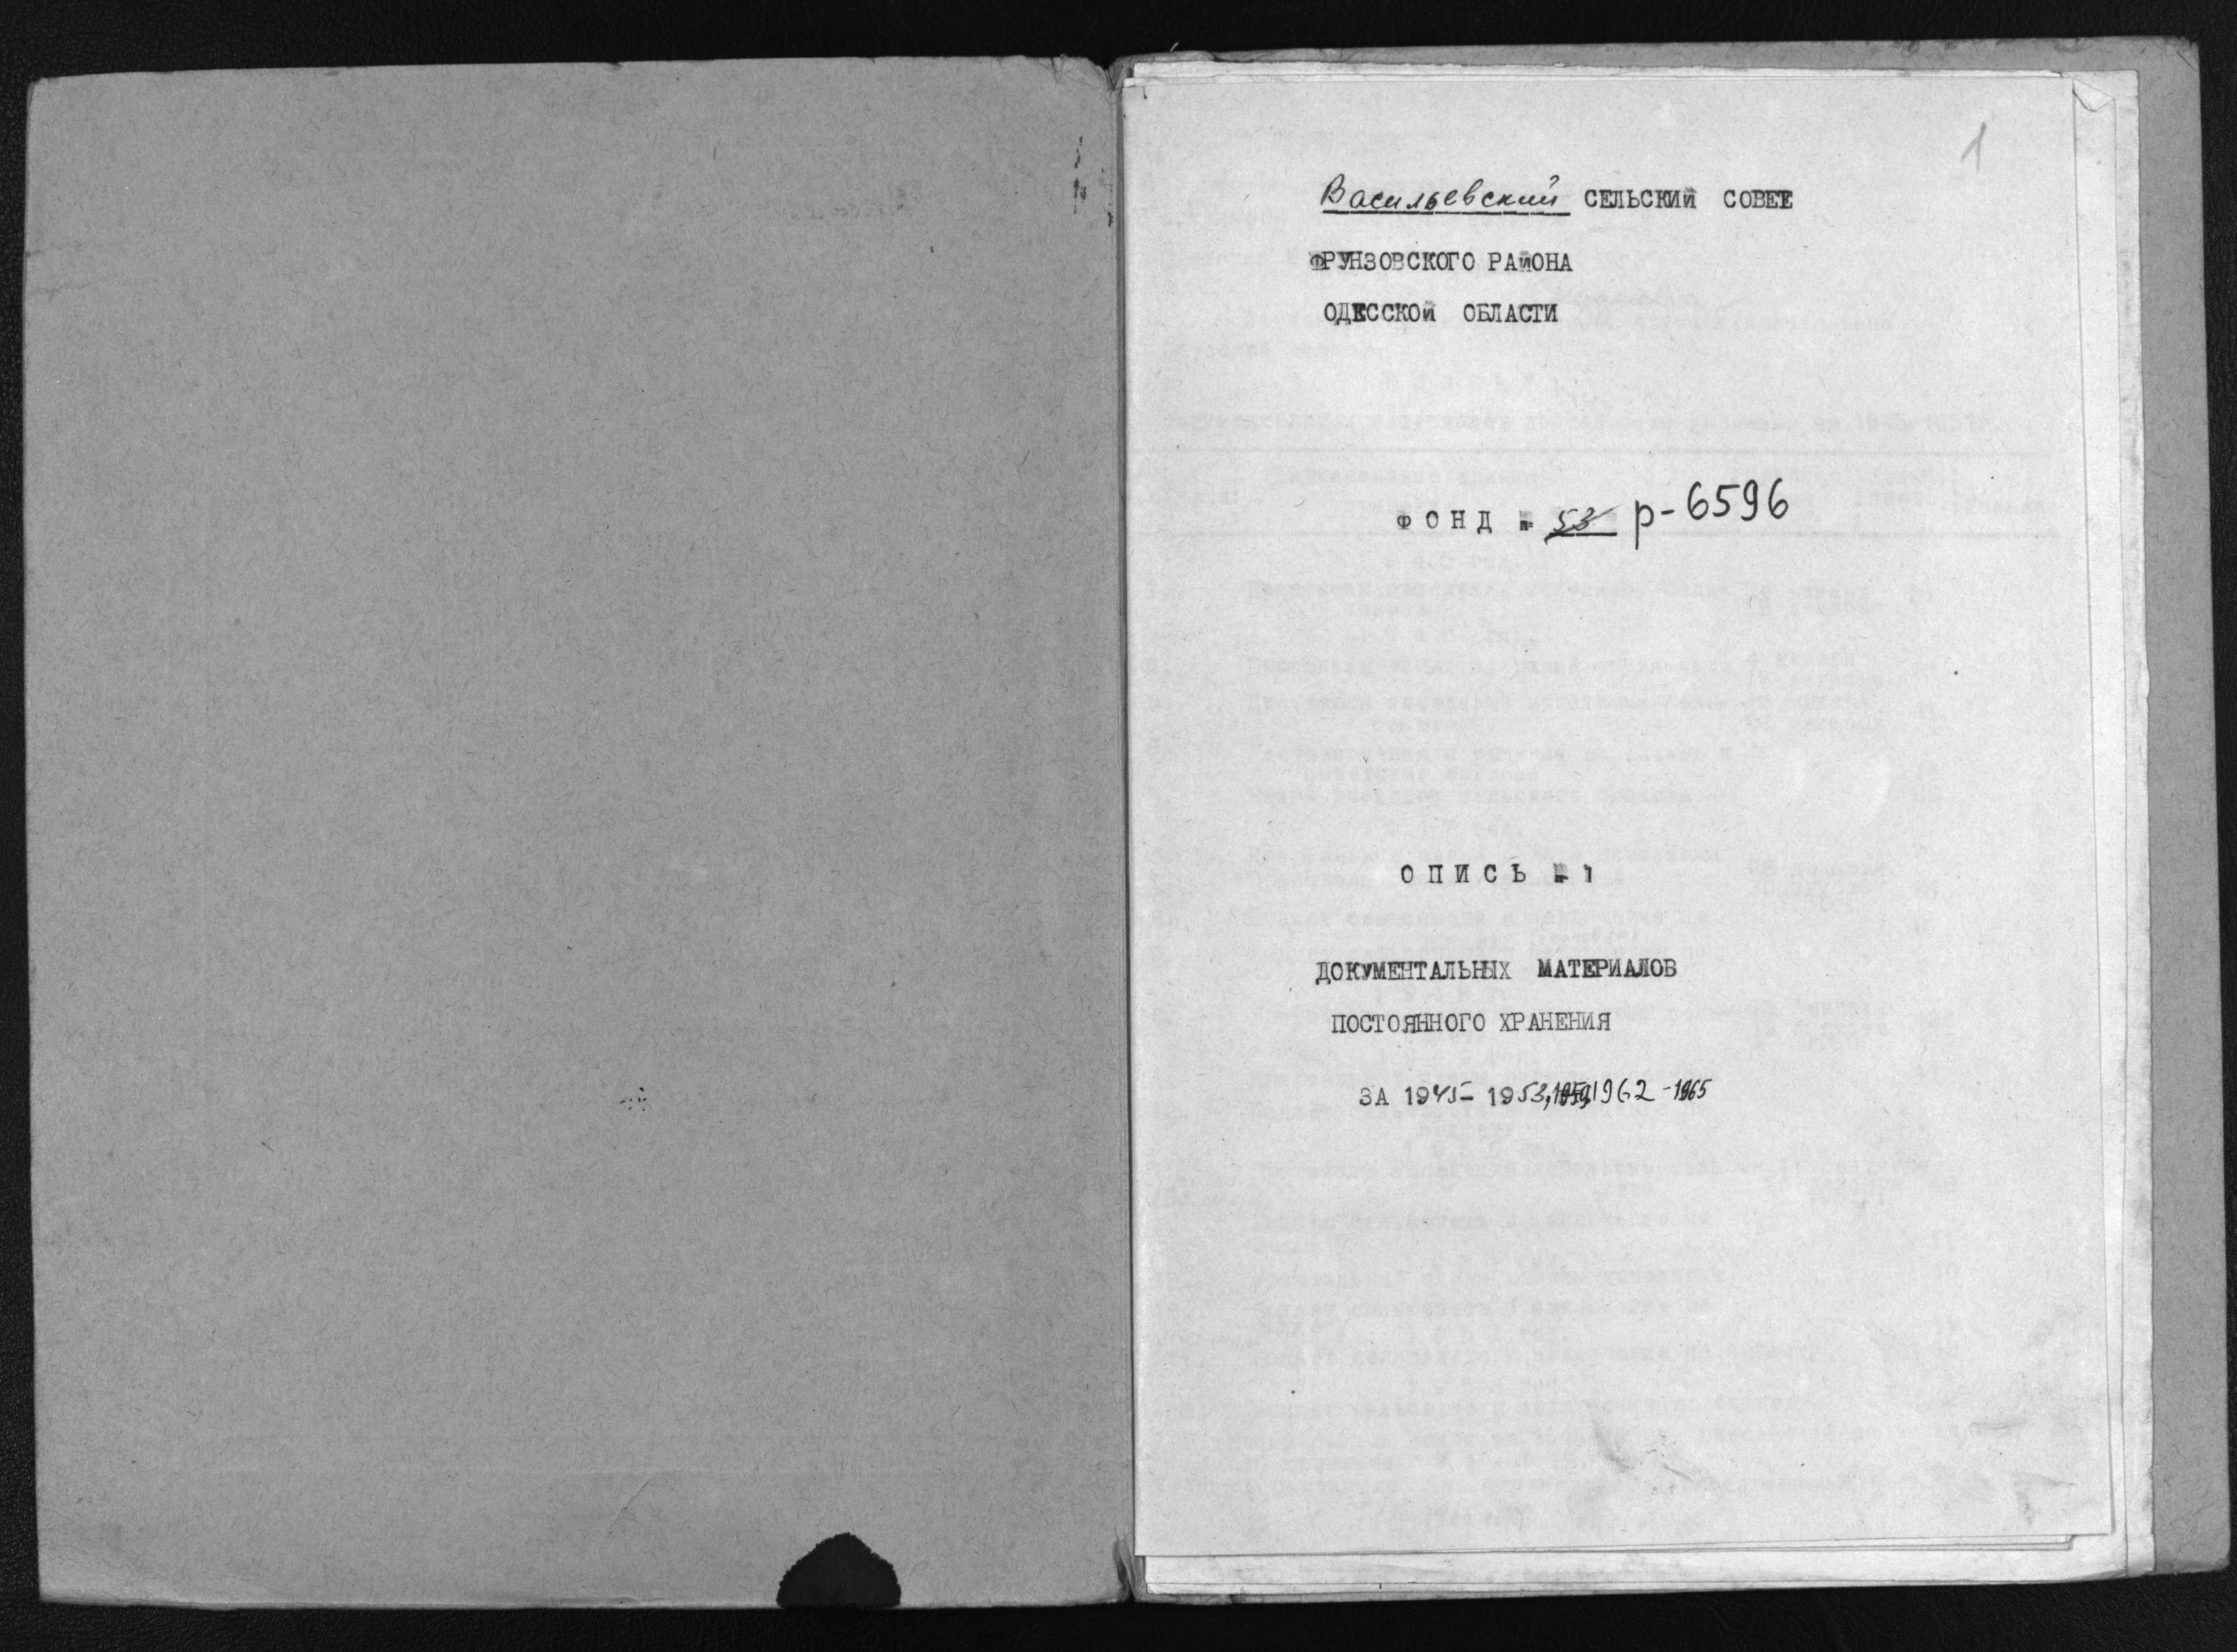 1
Васильевский СЕЛЬСКИЙ СОВЕТ
ФРУНЗОВСКОГО РАЙОНА
ОДЕССКОЙ ОБЛАСТИ
ФОНД № 53 р-6596
ОПИСЬ № 1
ДОКУМЕНТАЛЬНЫХ МАТЕРИАЛОВ
ПОСТОЯННОГО ХРАНЕНИЯ
ЗА 1945-1953, 1959, 1962-1965